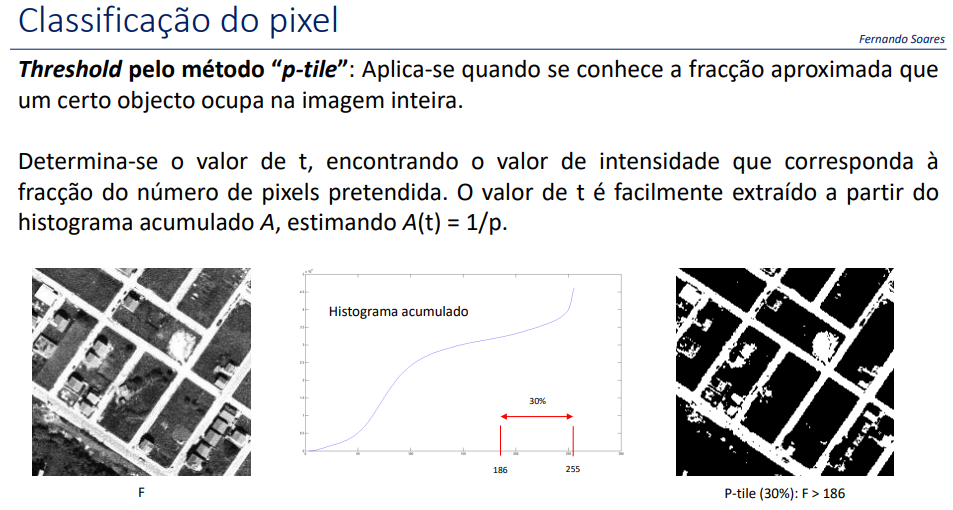 Classificação do pixel
Fernando Soares
Threshold pelo método “p-tile”: Aplica-se quando se conhece a fracção aproximada que
um certo objecto ocupa na imagem inteira.
Determina-se o valor de t, encontrando o valor de intensidade que corresponda à
fracção do número de pixels pretendida. O valor de t é facilmente extraído a partir do
histograma acumulado A, estimando A(t) = 1/p.
Histograma acumulado
30%
186
255
F
P-tile (30%): F > 186